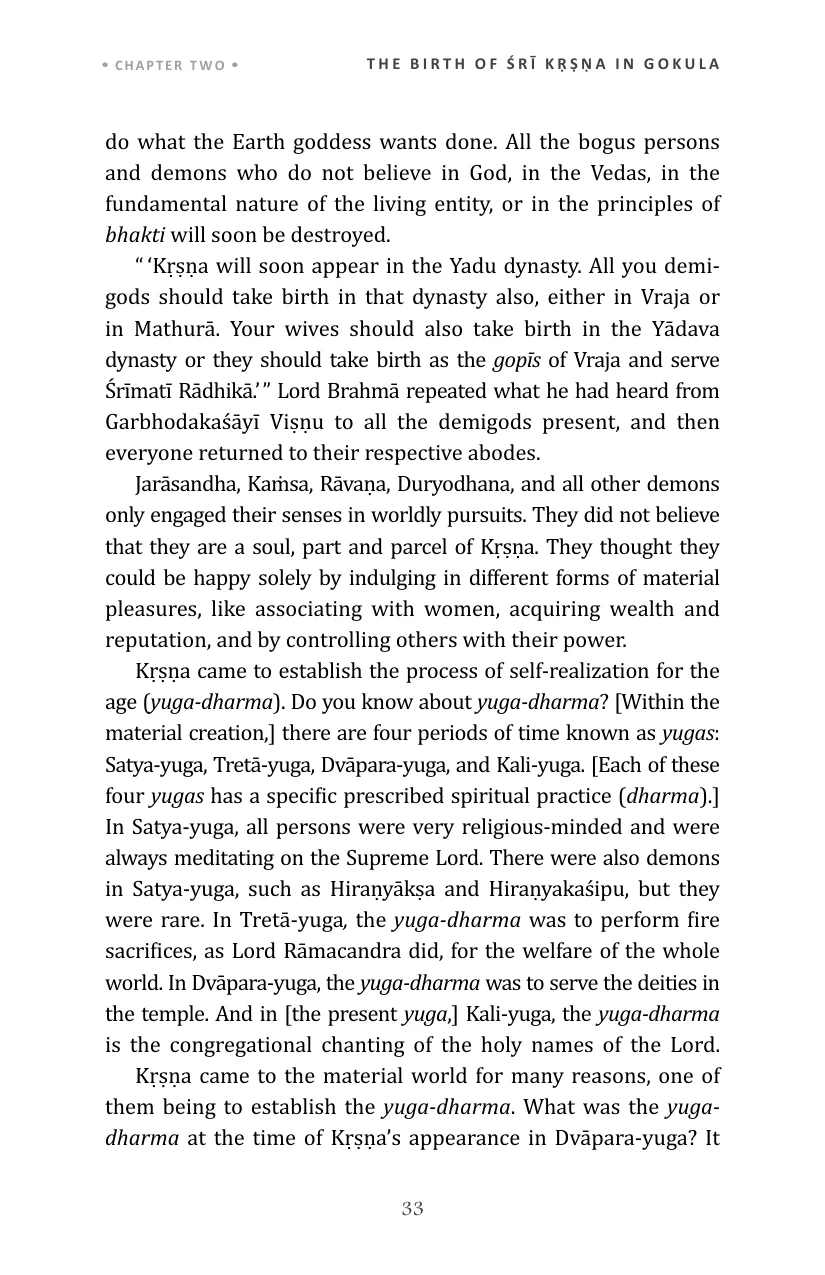 • CHAPTER TWO •
THE BIRTH OF ŚRĪ KṚṢṆA IN GOKULA
do what the Earth goddess wants done. All the bogus persons
and demons who do not believe in God, in the Vedas, in the
fundamental nature of the living entity, or in the principles of
bhakti will soon be destroyed.
“ ‘Kṛṣṇa will soon appear in the Yadu dynasty. All you demi-
gods should take birth in that dynasty also, either in Vraja or
in Mathurā. Your wives should also take birth in the Yādava
dynasty or they should take birth as the gopīs of Vraja and serve
Śrīmatī Rādhikā.’ ” Lord Brahmā repeated what he had heard from
Garbhodakaśāyī Viṣṇu to all the demigods present, and then
everyone returned to their respective abodes.
Jarāsandha, Kaṁsa, Rāvaṇa, Duryodhana, and all other demons
only engaged their senses in worldly pursuits. They did not believe
that they are a soul, part and parcel of Kṛṣṇa. They thought they
could be happy solely by indulging in different forms of material
pleasures, like associating with women, acquiring wealth and
reputation, and by controlling others with their power.
Kṛṣṇa came to establish the process of self-realization for the
age (yuga-dharma). Do you know about yuga-dharma? [Within the
material creation,] there are four periods of time known as yugas:
Satya-yuga, Tretā-yuga, Dvāpara-yuga, and Kali-yuga. [Each of these
four yugas has a specific prescribed spiritual practice (dharma).]
In Satya-yuga, all persons were very religious-minded and were
always meditating on the Supreme Lord. There were also demons
in Satya-yuga, such as Hiraṇyākṣa and Hiraṇyakaśipu, but they
were rare. In Tretā-yuga, the yuga-dharma was to perform fire
sacrifices, as Lord Rāmacandra did, for the welfare of the whole
world. In Dvāpara-yuga, the yuga-dharma was to serve the deities in
the temple. And in [the present yuga,] Kali-yuga, the yuga-dharma
is the congregational chanting of the holy names of the Lord.
Kṛṣṇa came to the material world for many reasons, one of
them being to establish the yuga-dharma. What was the yuga-
dharma at the time of Kṛṣṇa’s appearance in Dvāpara-yuga? It
33